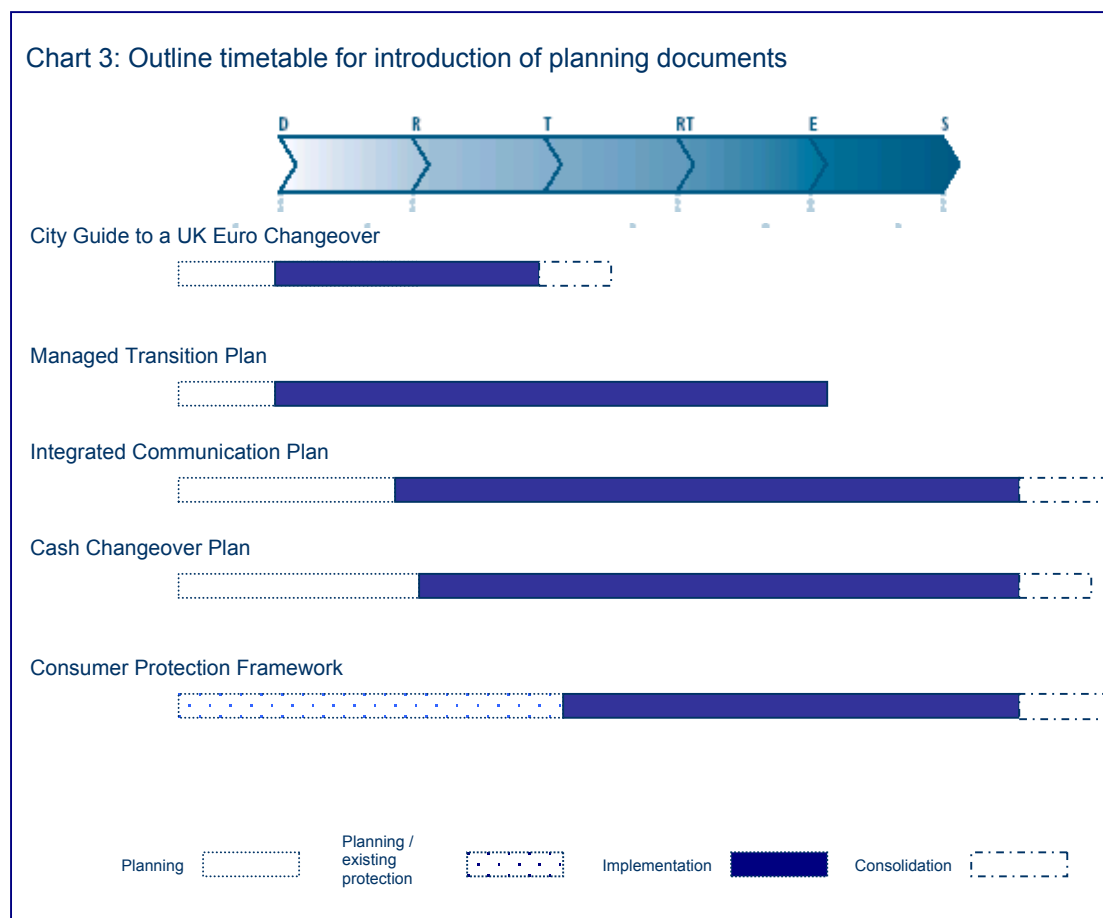 Chart 3: Outline timetable for introduction of planning documents
D R T RT E S
City Guide to a UK Euro Changeover
Managed Transition Plan
Integrated Communication Plan
Cash Changeover Plan
Consumer Protection Framework
Planning
Planning /
existing
protection
Implementation
Consolidation